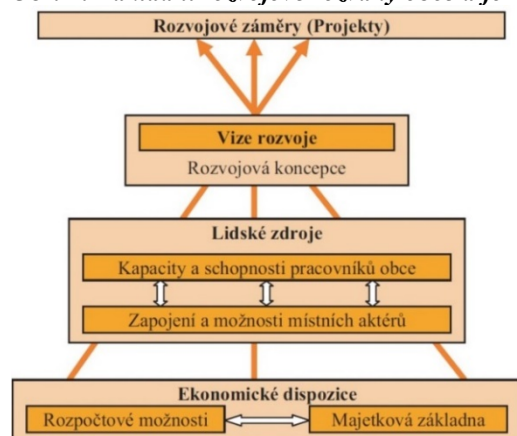 Rozvojové záměry (Projekty)
Vize rozvoje
Rozvojová koncepce
Lidské zdroje
Kapacity a schopnosti pracovníků obce
Zapojení a možnosti místních aktérů
Ekonomické dispozice
Rozpočtové možnosti
Majetková základna